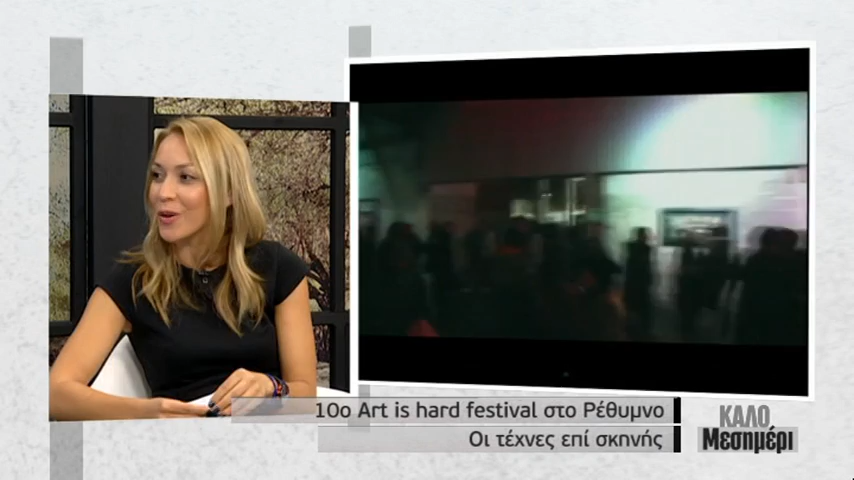 10ο Art is hard festival στο Ρέθυμνο
Οι τέχνες επί σκηνής
ΚΑΛΟ
Μεσημέρι